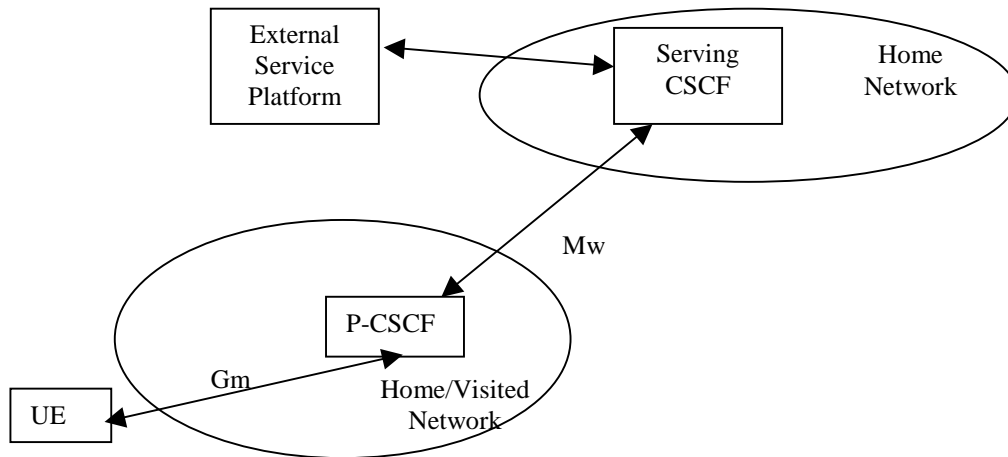 External
Service
Platform
Serving
CSCF
Home
Network
Mw
P-CSCF
Gm
Home/Visited
Network
UE